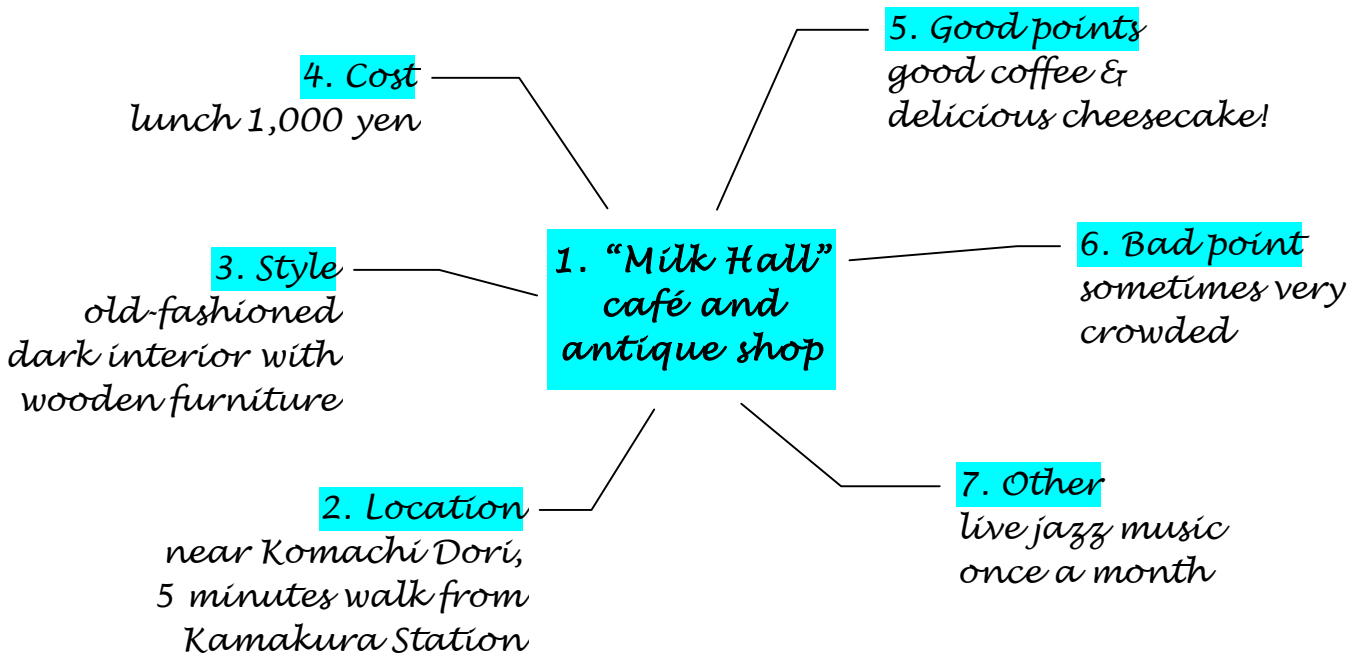 1. “Milk Hall”
café and
antique shop
2. Location
near Komachi Dori,
5 minutes walk from
Kamakura Station
3. Style
old-fashioned
dark interior with
wooden furniture
4. Cost
lunch 1,000 yen
5. Good points
good coffee &
delicious cheesecake!
6. Bad point
sometimes very
crowded
7. Other
live jazz music
once a month